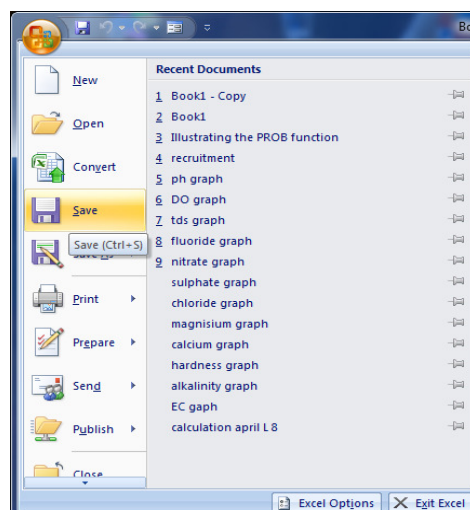 Bo
New
Open
Convert
Save
Save (Ctrl+S)
Save As
Print
Prepare
Send
Publish
Close
Recent Documents
1 Book1 - Copy
2 Book1
3 Illustrating the PROB function
4 recruitment
5 ph graph
6 DO graph
7 tds graph
8 fluoride graph
9 nitrate graph
sulphate graph
chloride graph
magnisium graph
calcium graph
hardness graph
alkalinity graph
EC gaph
calculation april L 8
Excel Options
Exit Excel